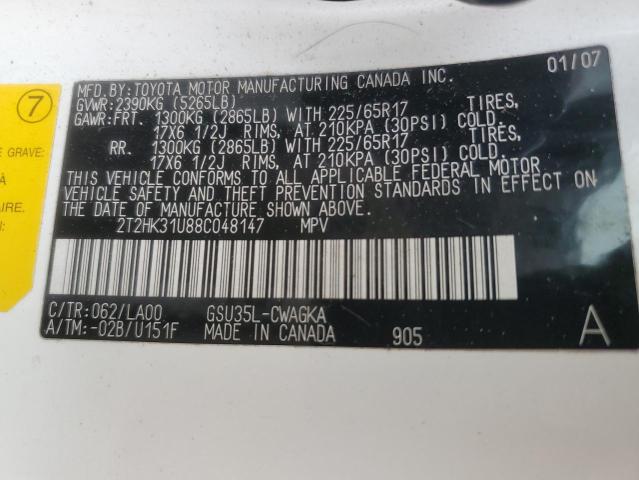 MFD.BY:TOYOTA MOTOR MANUFACTURING CANADA INC. 01/07
GVWR:2390KG (5265LB)
GAWR:FRT. 1300KG (2865LB) WITH 225/65R17 TIRES,
17X6 1/2J RIMS, AT 210KPA (30PSI) COLD.
RR. 1300KG (2865LB) WITH 225/65R17 TIRES,
17X6 1/2J RIMS, AT 210KPA (30PSI) COLD.
THIS VEHICLE CONFORMS TO ALL APPLICABLE FEDERAL MOTOR
VEHICLE SAFETY AND THEFT PREVENTION STANDARDS IN EFFECT ON
THE DATE OF MANUFACTURE SHOWN ABOVE.
2T2HK31U88C048147 MPV
C/TR:062/LA00 GSU35L-CWAGKA
A/TM:-02B/U151F MADE IN CANADA 905 A
7
E GRAVE:
À
AIRE.